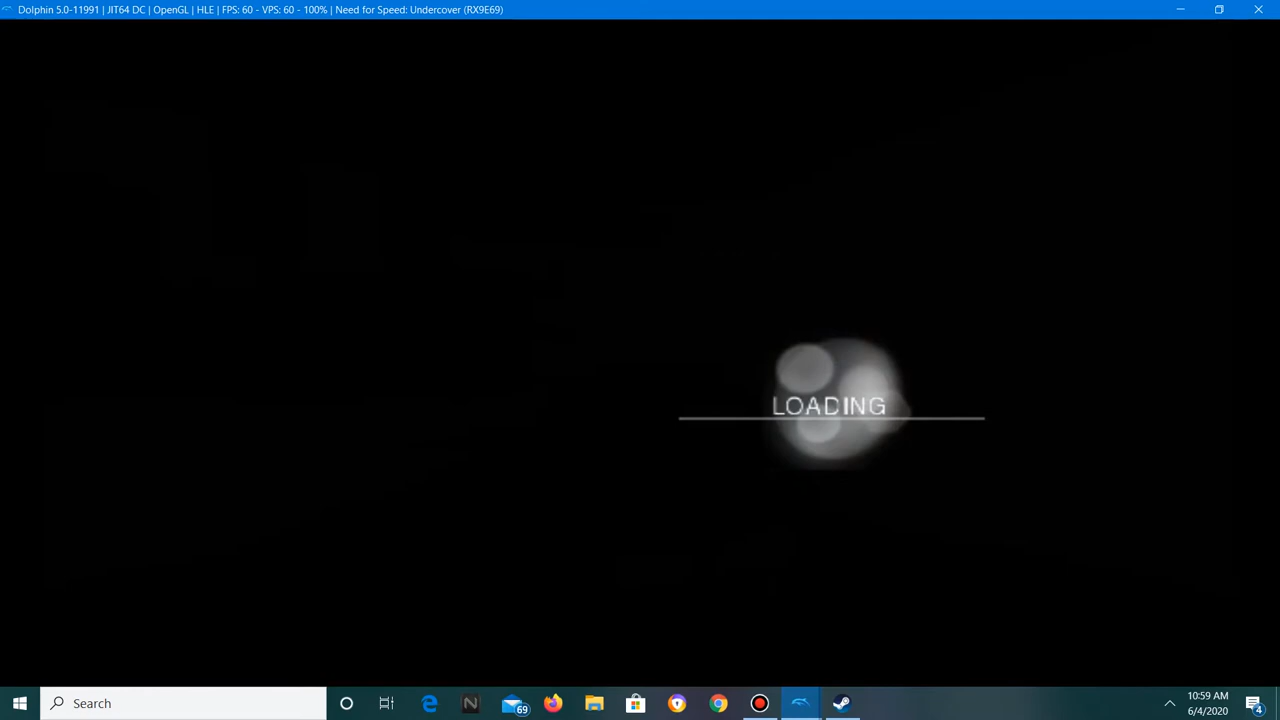 Dolphin 5.0-11991 | JIT64 DC | OpenGL | HLE | FPS: 60 - VPS: 60 - 100% | Need for Speed: Undercover (RX9E69)
LOADING
Search
69
10:59 AM
6/4/2020
4